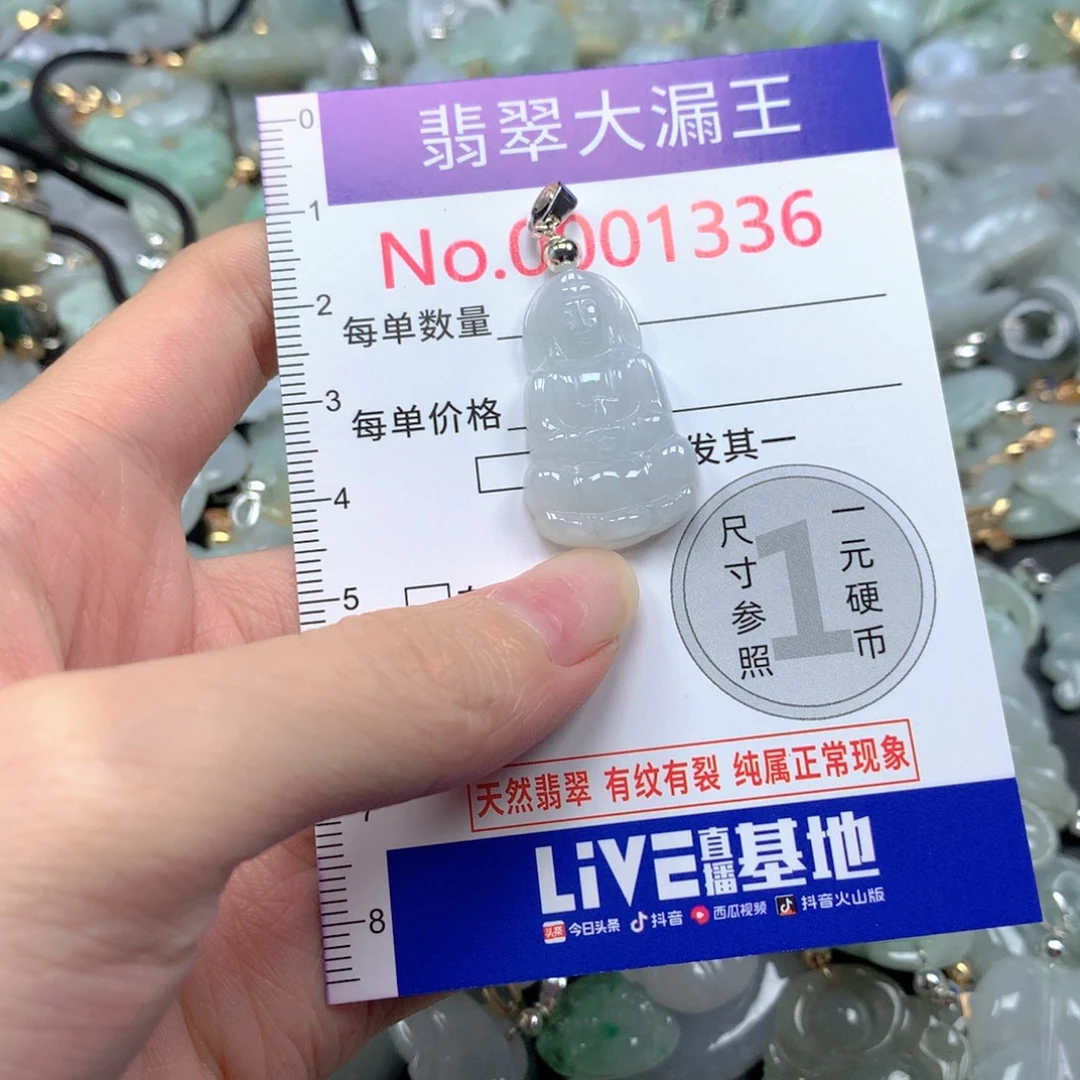 翡翠大漏王
No.0001336
每单数量
每单价格
发其一
尺寸参照
1
一元硬币
天然翡翠 有纹有裂 纯属正常现象
LiVE直播基地
头条 今日头条 抖音 西瓜视频 抖音火山版
0
1
2
3
4
5
7
8